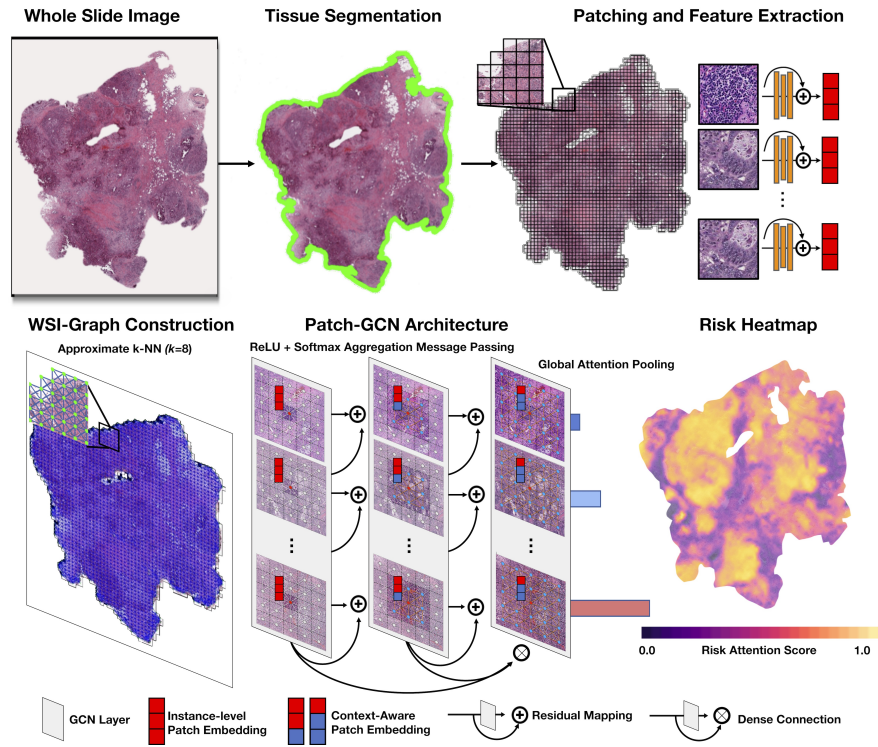 Whole Slide Image
Tissue Segmentation
Patching and Feature Extraction
WSI-Graph Construction
Patch-GCN Architecture
Risk Heatmap
Approximate k-NN (k=8)
ReLU + Softmax Aggregation Message Passing
Global Attention Pooling
0.0
Risk Attention Score
1.0
GCN Layer
Instance-level
Patch Embedding
Context-Aware
Patch Embedding
Residual Mapping
Dense Connection